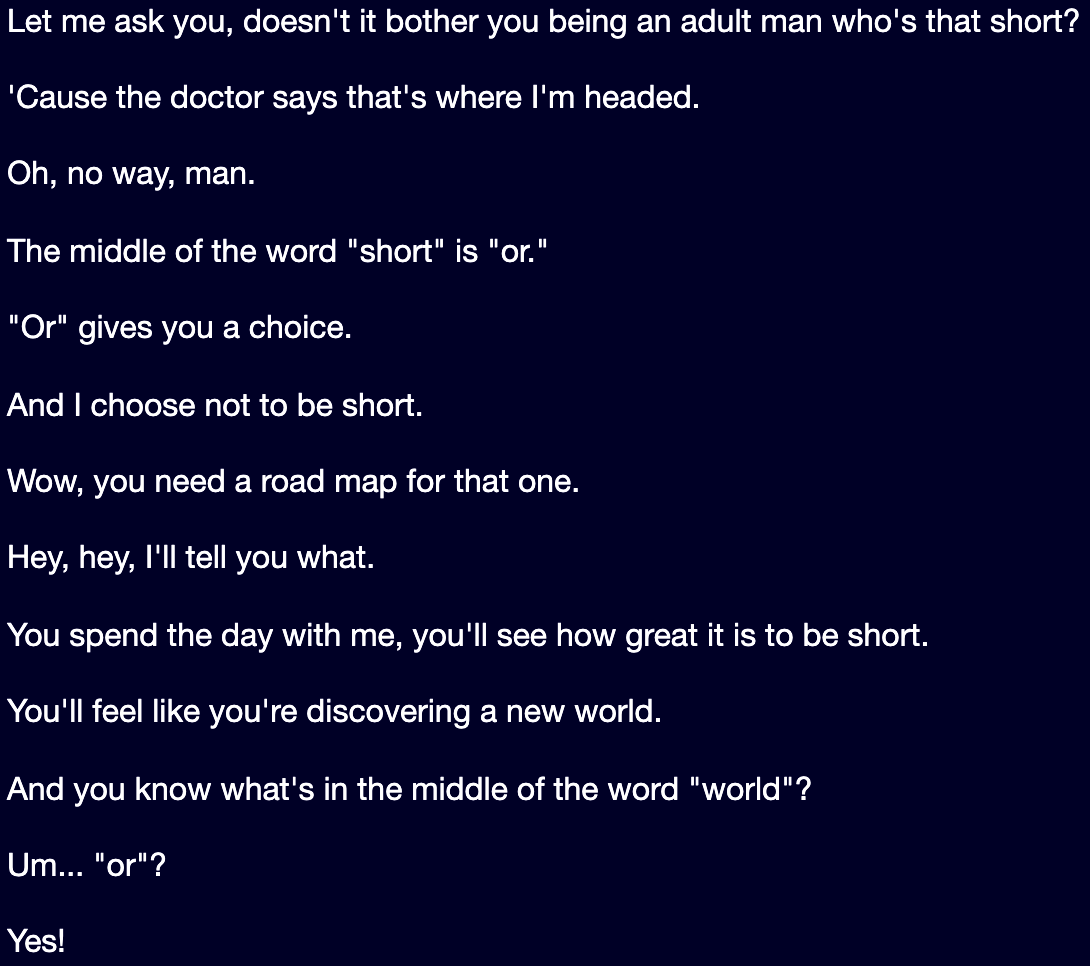 Let me ask you, doesn't it bother you being an adult man who's that short?
'Cause the doctor says that's where I'm headed.
Oh, no way, man.
The middle of the word "short" is "or."
"Or" gives you a choice.
And I choose not to be short.
Wow, you need a road map for that one.
Hey, hey, I'll tell you what.
You spend the day with me, you'll see how great it is to be short.
You'll feel like you're discovering a new world.
And you know what's in the middle of the word "world"?
Um... "or"?
Yes!